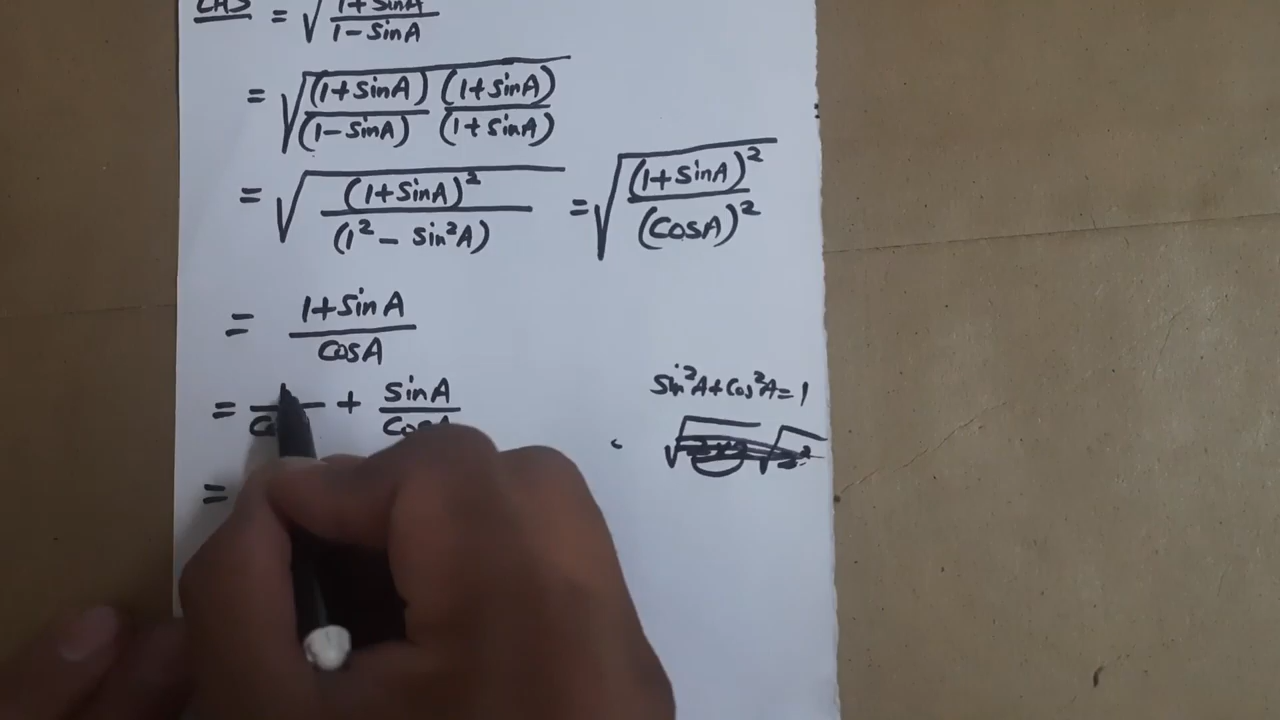 LHS = √(1+sinA)/(1-sinA)
= √(1+sinA)(1+sinA)/(1-sinA)(1+sinA)
= √(1+sinA)²/(1²-sin²A) = √(1+sinA)²/(cosA)²
= 1+sinA/cosA
= 1/ + sinA/cosA
sin²A+cos²A=1
=